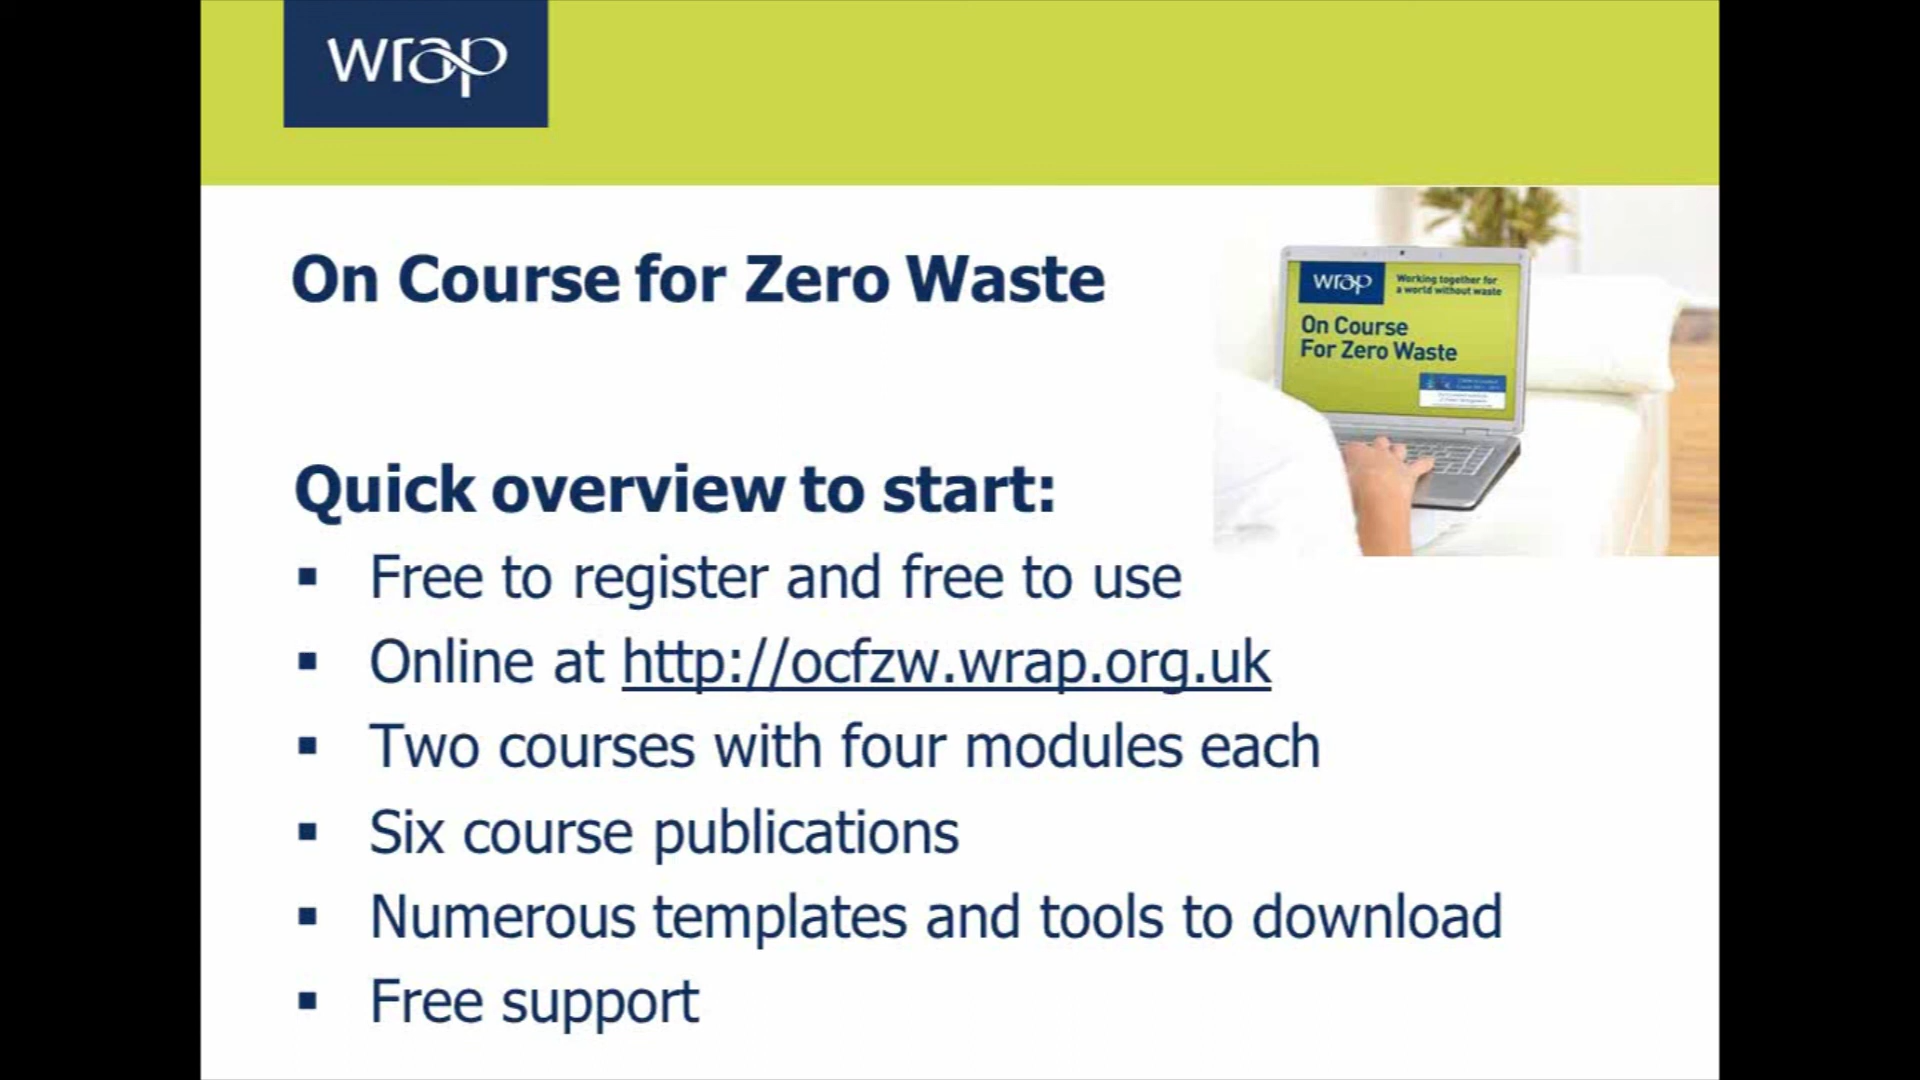 wrap
On Course for Zero Waste
wrap
Working together for
a world without waste
On Course
For Zero Waste
Quick overview to start:
▪ Free to register and free to use
▪ Online at http://ocfzw.wrap.org.uk
▪ Two courses with four modules each
▪ Six course publications
▪ Numerous templates and tools to download
▪ Free support